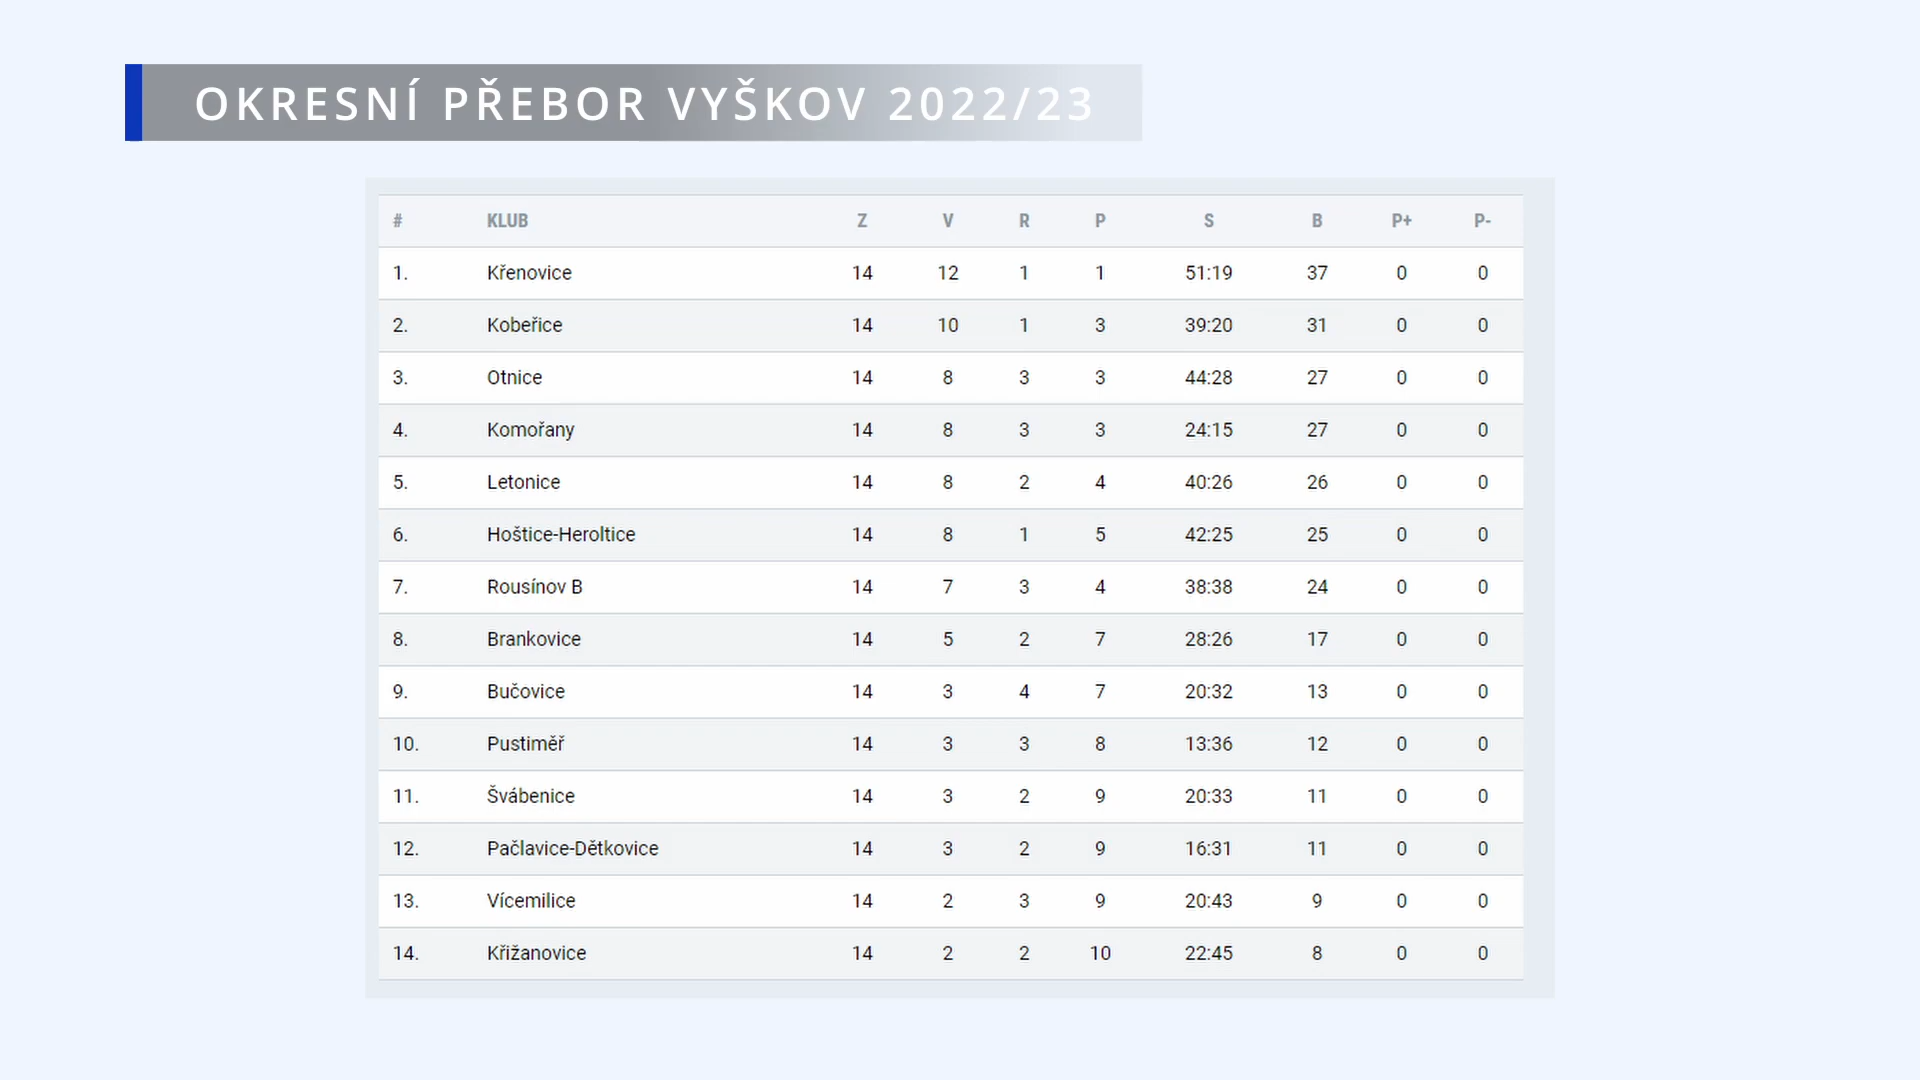 OKRESNÍ PŘEBOR VYŠKOV 2022/23
# KLUB Z V R P S B P+ P-
1. Křenovice 14 12 1 1 51:19 37 0 0
2. Kobeřice 14 10 1 3 39:20 31 0 0
3. Otnice 14 8 3 3 44:28 27 0 0
4. Komořany 14 8 3 3 24:15 27 0 0
5. Letonice 14 8 2 4 40:26 26 0 0
6. Hoštice-Heroltice 14 8 1 5 42:25 25 0 0
7. Rousínov B 14 7 3 4 38:38 24 0 0
8. Brankovice 14 5 2 7 28:26 17 0 0
9. Bučovice 14 3 4 7 20:32 13 0 0
10. Pustiměř 14 3 3 8 13:36 12 0 0
11. Švábenice 14 3 2 9 20:33 11 0 0
12. Pačlavice-Dětkovice 14 3 2 9 16:31 11 0 0
13. Vícemilice 14 2 3 9 20:43 9 0 0
14. Křižanovice 14 2 2 10 22:45 8 0 0